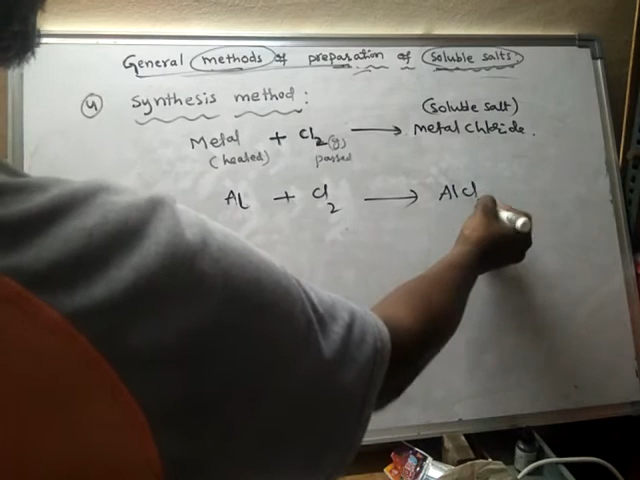 General methods of preparation of soluble salts.
4) Synthesis method :
(soluble salt)
Metal + Cl2(g) → metal chloride.
(heated) passed
Al + Cl2 → AlCl